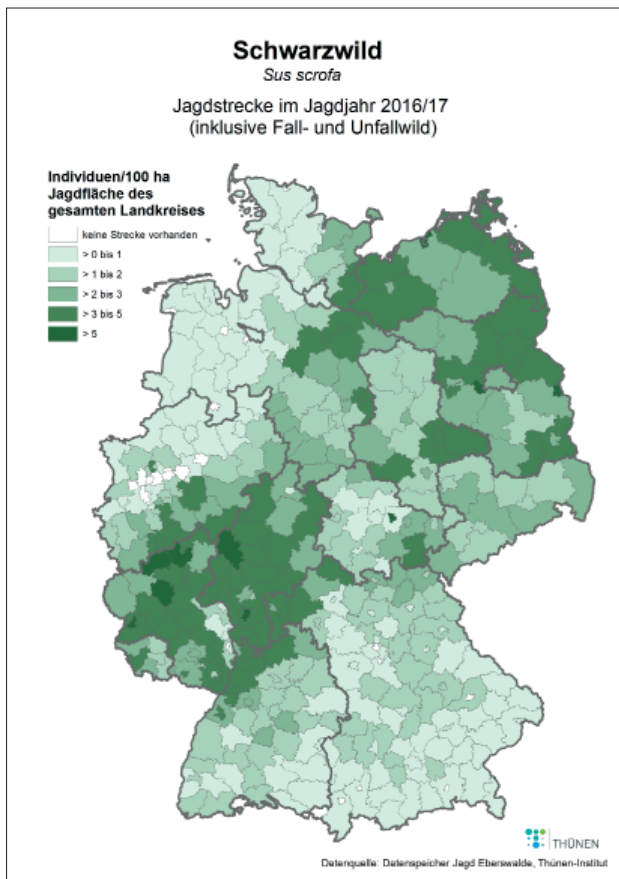 Schwarzwild
Sus scrofa
Jagdstrecke im Jagdjahr 2016/17
(inklusive Fall- und Unfallwild)
Individuen/100 ha
Jagdfläche des
gesamten Landkreises
keine Strecke vorhanden
> 0 bis 1
> 1 bis 2
> 2 bis 3
> 3 bis 5
> 5
THÜNEN
Datenquelle: Datenspeicher Jagd Eberswalde, Thünen-Institut